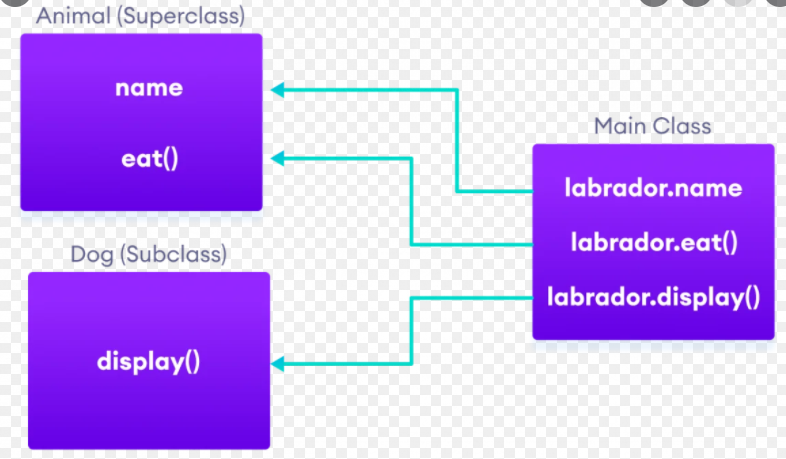 Animal (Superclass)
name
eat()
Dog (Subclass)
display()
Main Class
labrador.name
labrador.eat()
labrador.display()